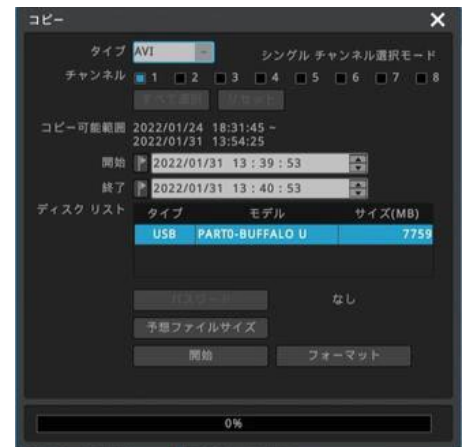 コピー
タイプ AVI シングル チャンネル選択モード
チャンネル 1 2 3 4 5 6 7 8
すべて選択 リセット
コピー可能範囲 2022/01/24 18:31:45 ~
2022/01/31 13:54:25
開始 2022/01/31 13 : 39 : 53
終了 2022/01/31 13 : 40 : 53
ディスク リスト タイプ モデル サイズ(MB)
USB PART0-BUFFALO U 7759
パスワード なし
予想ファイルサイズ
開始 フォーマット
0%